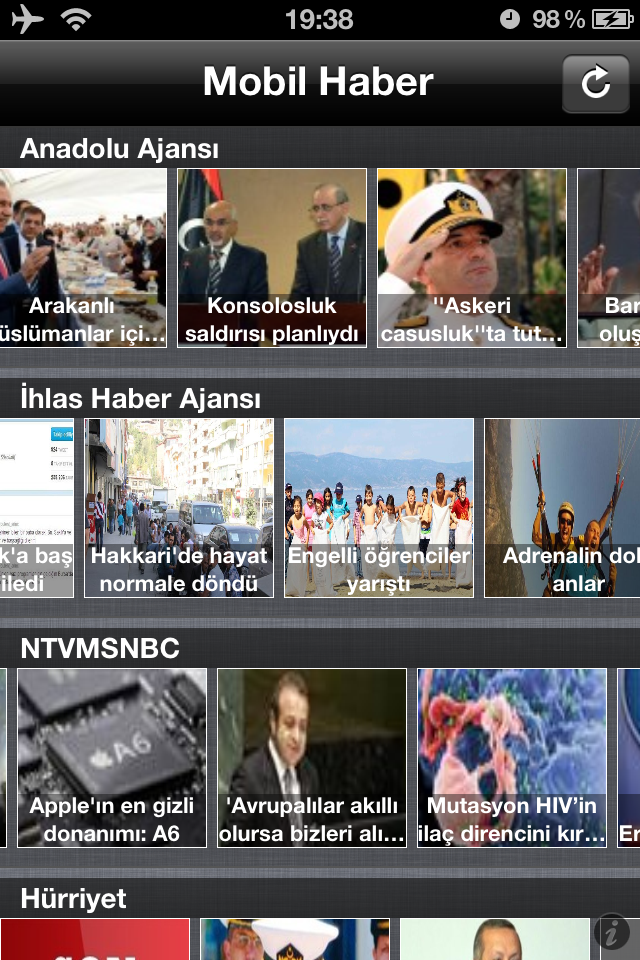 19:38
98 %
Mobil Haber
Anadolu Ajansı
Arakanlı
üslümanlar içi...
Konsolosluk
saldırısı planlıydı
"Askeri
casusluk"ta tut...
Bar
oluş
İhlas Haber Ajansı
k'a baş
iledi
Hakkari'de hayat
normale döndü
Engelli öğrenciler
yarıştı
Adrenalin dol
anlar
NTVMSNBC
A6
Apple'ın en gizli
donanımı: A6
'Avrupalılar akıllı
olursa bizleri alı...
Mutasyon HIV'in
ilaç direncini kır...
Er
Hürriyet